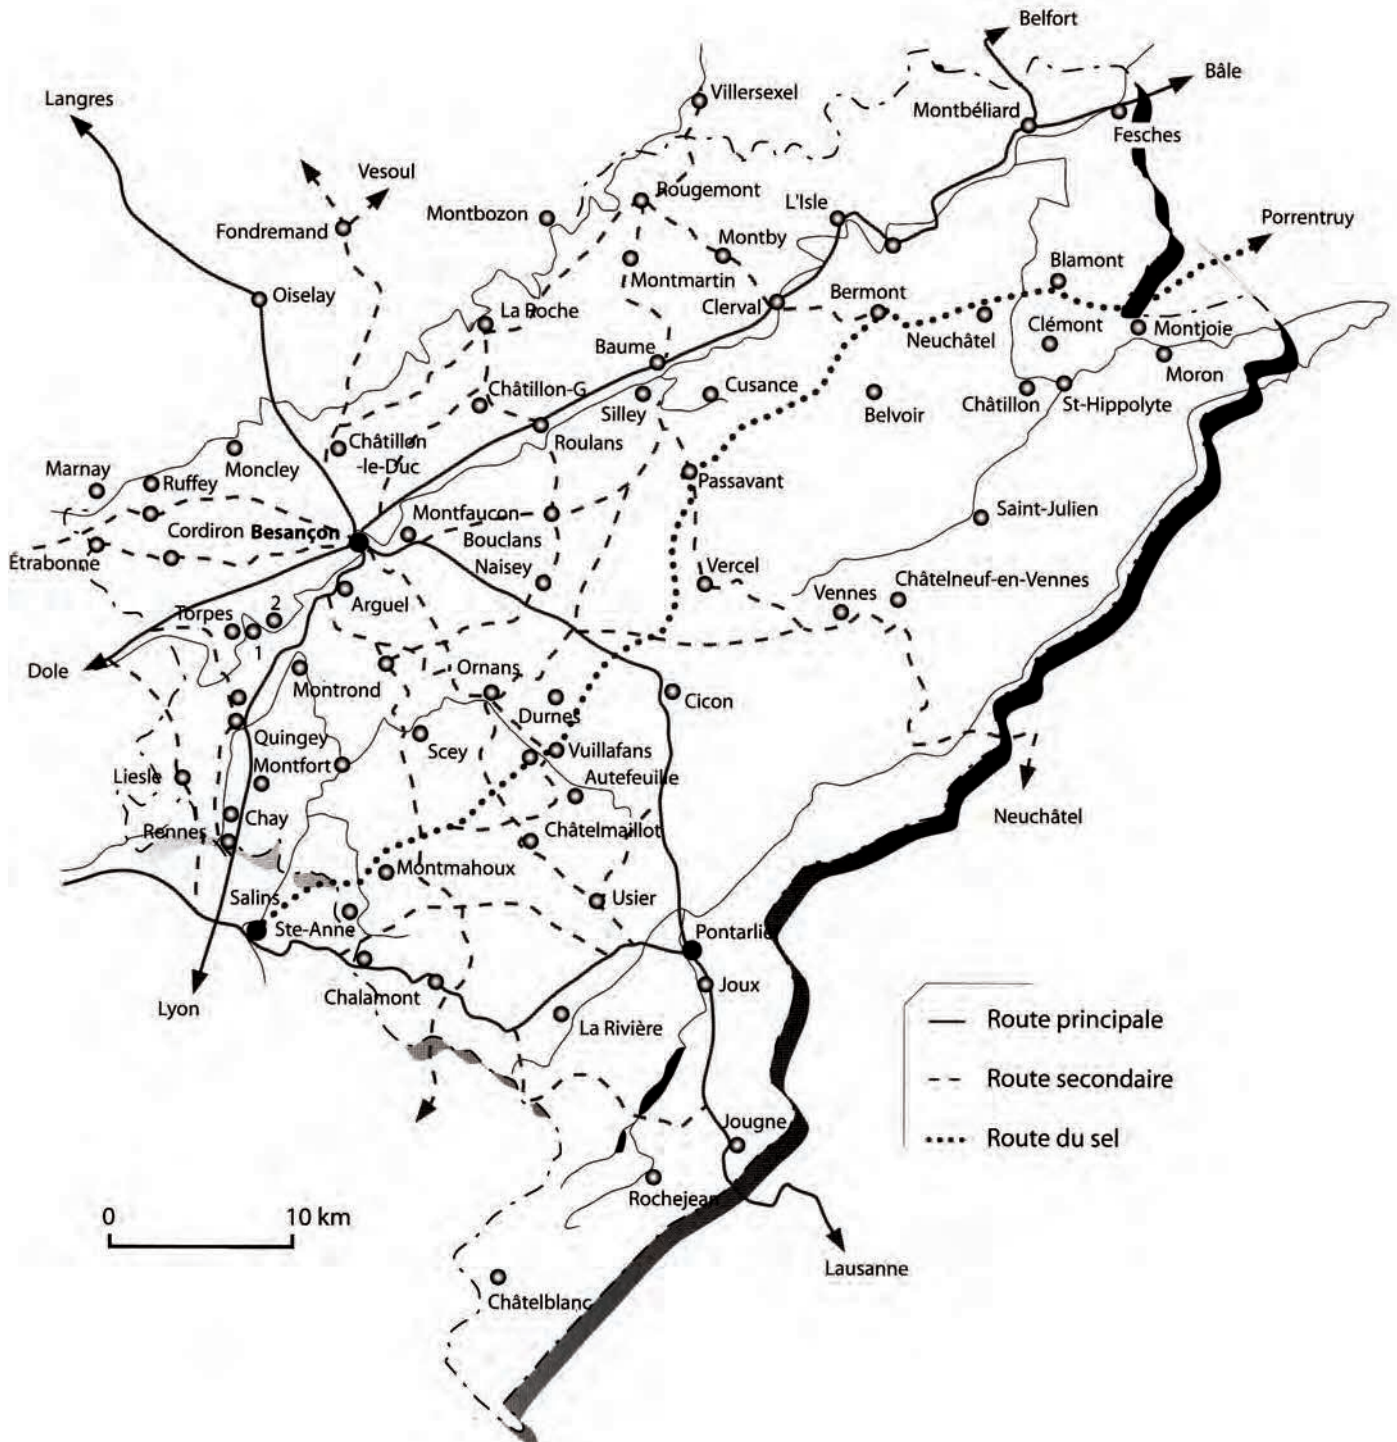 Belfort
Bâle
Langres
Villersexel
Montbéliard
Fesches
Vesoul
Rougemont
L'Isle
Montbozon
Porrentruy
Fondremand
Montby
Blamont
Montmartin
Oiselay
La Roche
Clerval
Bermont
Clémont
Montjoie
Neuchâtel
Baume
Moron
Châtillon-G
Silley
Cusance
Belvoir
Châtillon
St-Hippolyte
Roulans
Châtillon
-le-Duc
Marnay
Moncley
Ruffey
Passavant
Saint-Julien
Montfaucon
Cordiron
Besançon
Bouclans
Étrabonne
Naisey
Vercel
Châtelneuf-en-Vennes
Vennes
Arguel
Torpes
2
1
Dole
Montrond
Ornans
Cicon
Durnes
Quingey
Scey
Vuillafans
Liesle
Montfort
Autefeuille
Neuchâtel
Chay
Rennes
Châtelmaillot
Montmahoux
Salins
Usier
Ste-Anne
Pontarlie
Joux
Chalamont
Lyon
La Rivière
Route principale
Route secondaire
Jougne
Route du sel
Rochejean
0 10 km
Lausanne
Châtelblanc